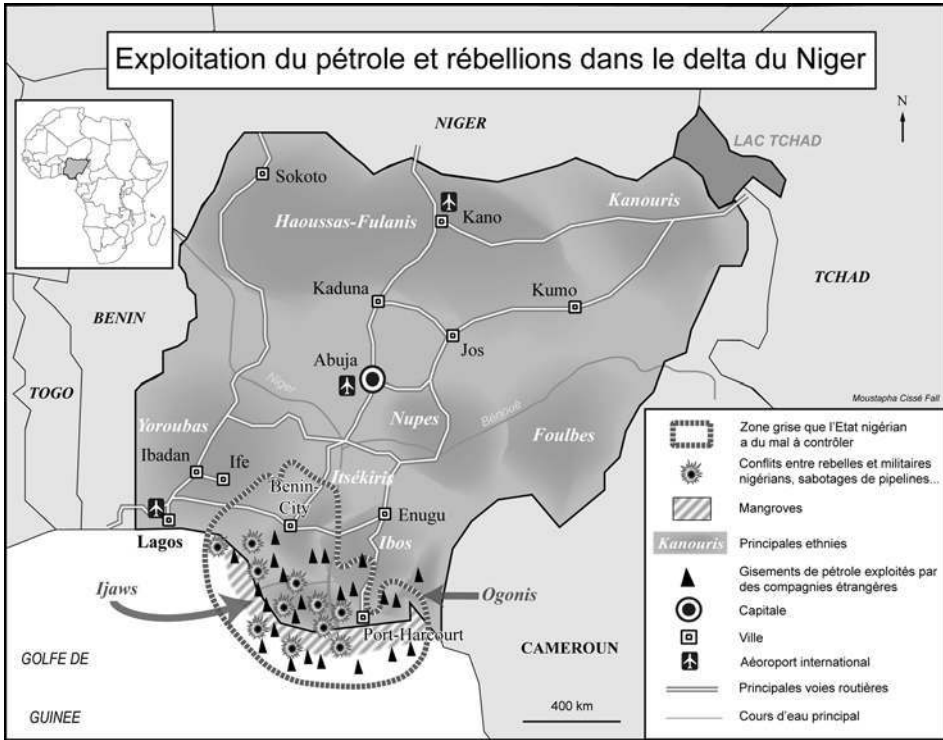 Exploitation du pétrole et rébellions dans le delta du Niger
N
NIGER
LAC TCHAD
Sokoto
Kanouris
Haoussas-Fulanis
Kano
TCHAD
Kaduna
Kumo
BENIN
Jos
Abuja
Niger
TOGO
Moustapha Cissé Fall
Bénoué
Nupes
Yoroubas
Foulbes
Ibadan
Ife
Itsékiris
Benin-
City
Enugu
Lagos
Ibos
Ijaws
Ogonis
Port-Harcourt
CAMEROUN
GOLFE DE
GUINEE
400 km
Zone grise que l'Etat nigérian
a du mal à contrôler
Conflits entre rebelles et militaires
nigérians, sabotages de pipelines...
Mangroves
Kanouris
Principales ethnies
Gisements de pétrole exploités par
des compagnies étrangères
Capitale
Ville
Aéoroport international
Principales voies routières
Cours d'eau principal